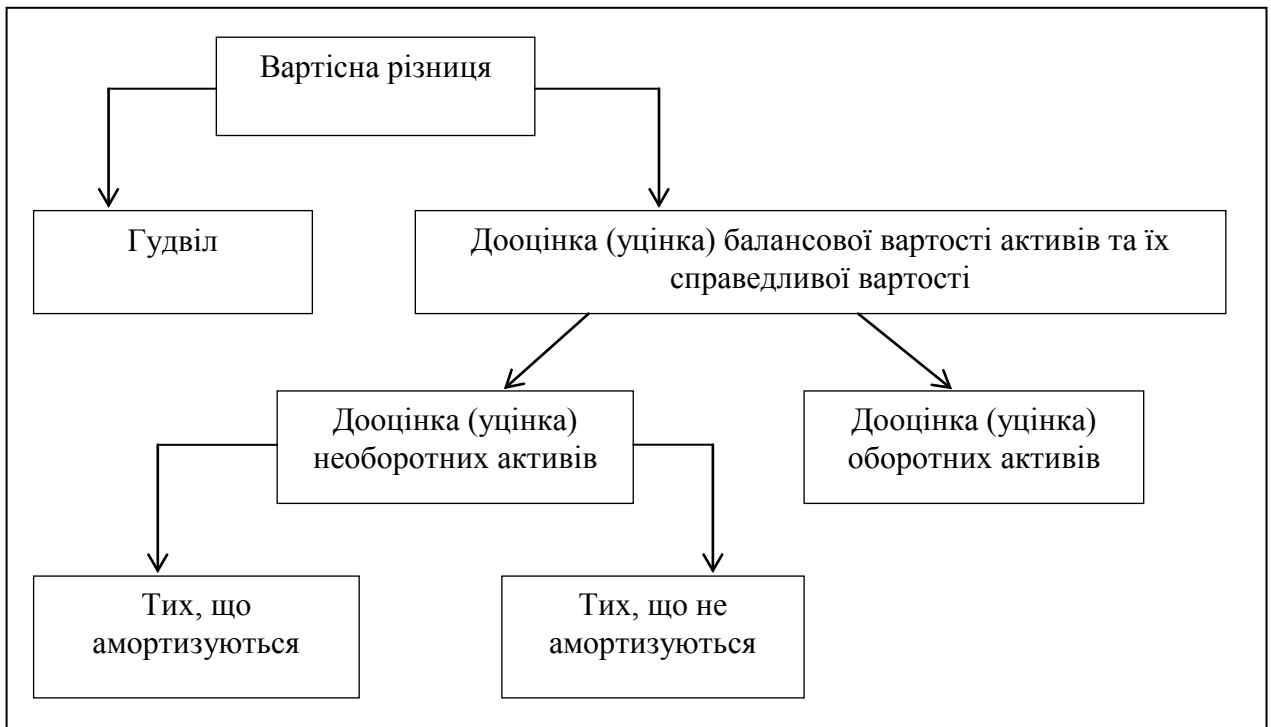 Вартісна різниця
Гудвіл
Дооцінка (уцінка) балансової вартості активів та їх
справедливої вартості
Дооцінка (уцінка)
необоротних активів
Дооцінка (уцінка)
оборотних активів
Тих, що
амортизуються
Тих, що не
амортизуються